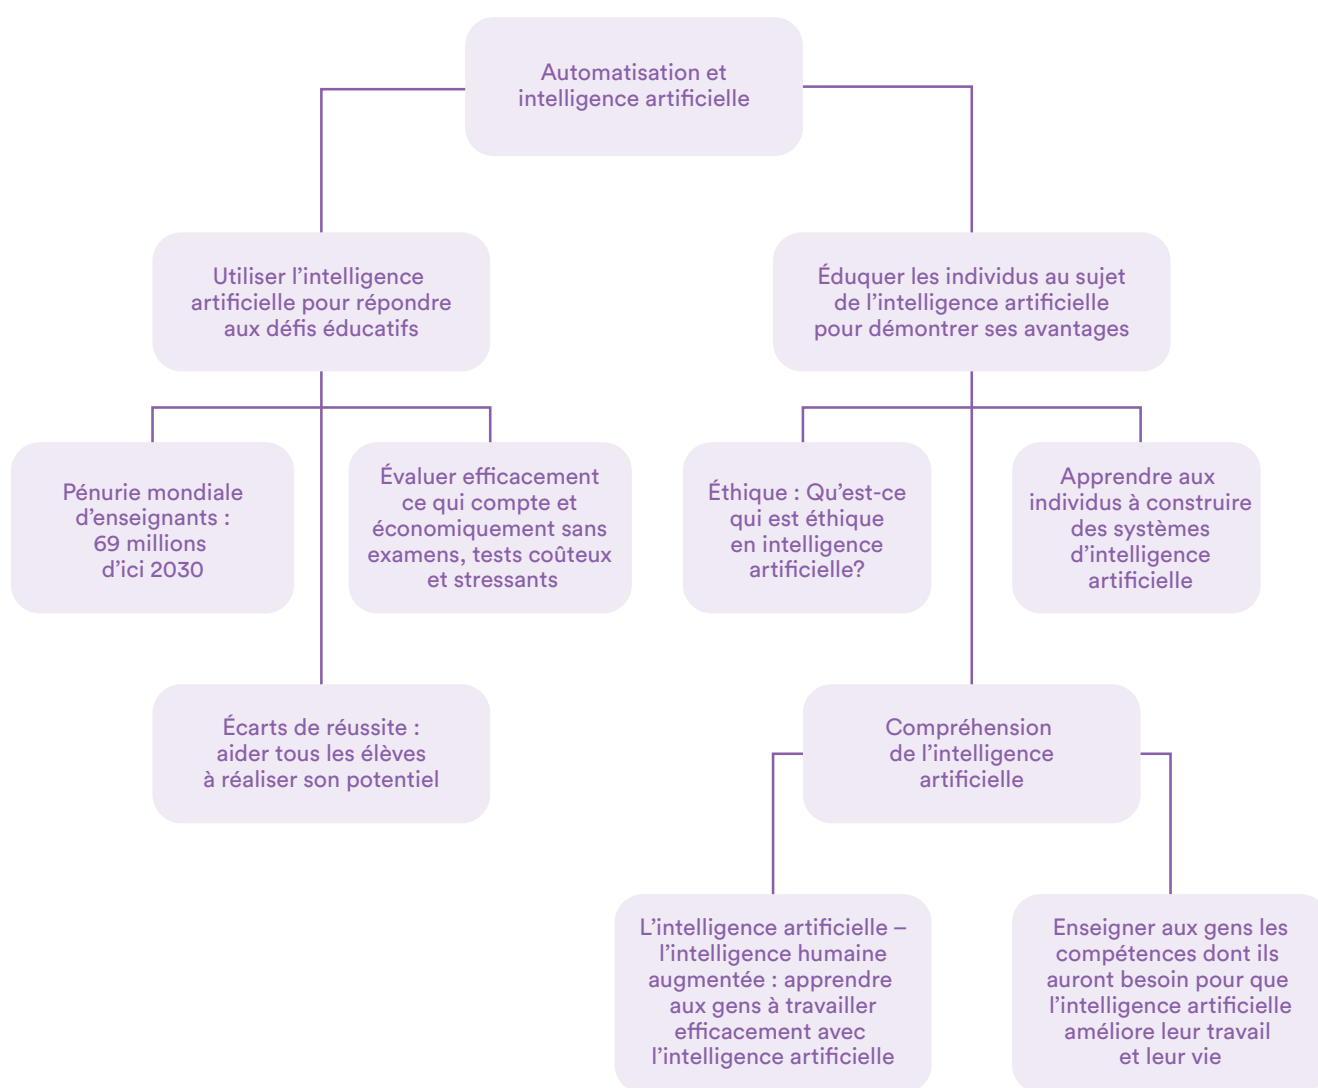 Automatisation et
intelligence artificielle
Utiliser l’intelligence
artificielle pour répondre
aux défis éducatifs
Éduquer les individus au sujet
de l’intelligence artificielle
pour démontrer ses avantages
Pénurie mondiale
d’enseignants :
69 millions
d’ici 2030
Évaluer efficacement
ce qui compte et
économiquement sans
examens, tests coûteux
et stressants
Éthique : Qu’est-ce
qui est éthique
en intelligence
artificielle?
Apprendre aux
individus à construire
des systèmes
d’intelligence
artificielle
Écarts de réussite :
aider tous les élèves
à réaliser son potentiel
Compréhension
de l’intelligence
artificielle
L’intelligence artificielle –
l’intelligence humaine
augmentée : apprendre
aux gens à travailler
efficacement avec
l’intelligence artificielle
Enseigner aux gens les
compétences dont ils
auront besoin pour que
l’intelligence artificielle
améliore leur travail
et leur vie